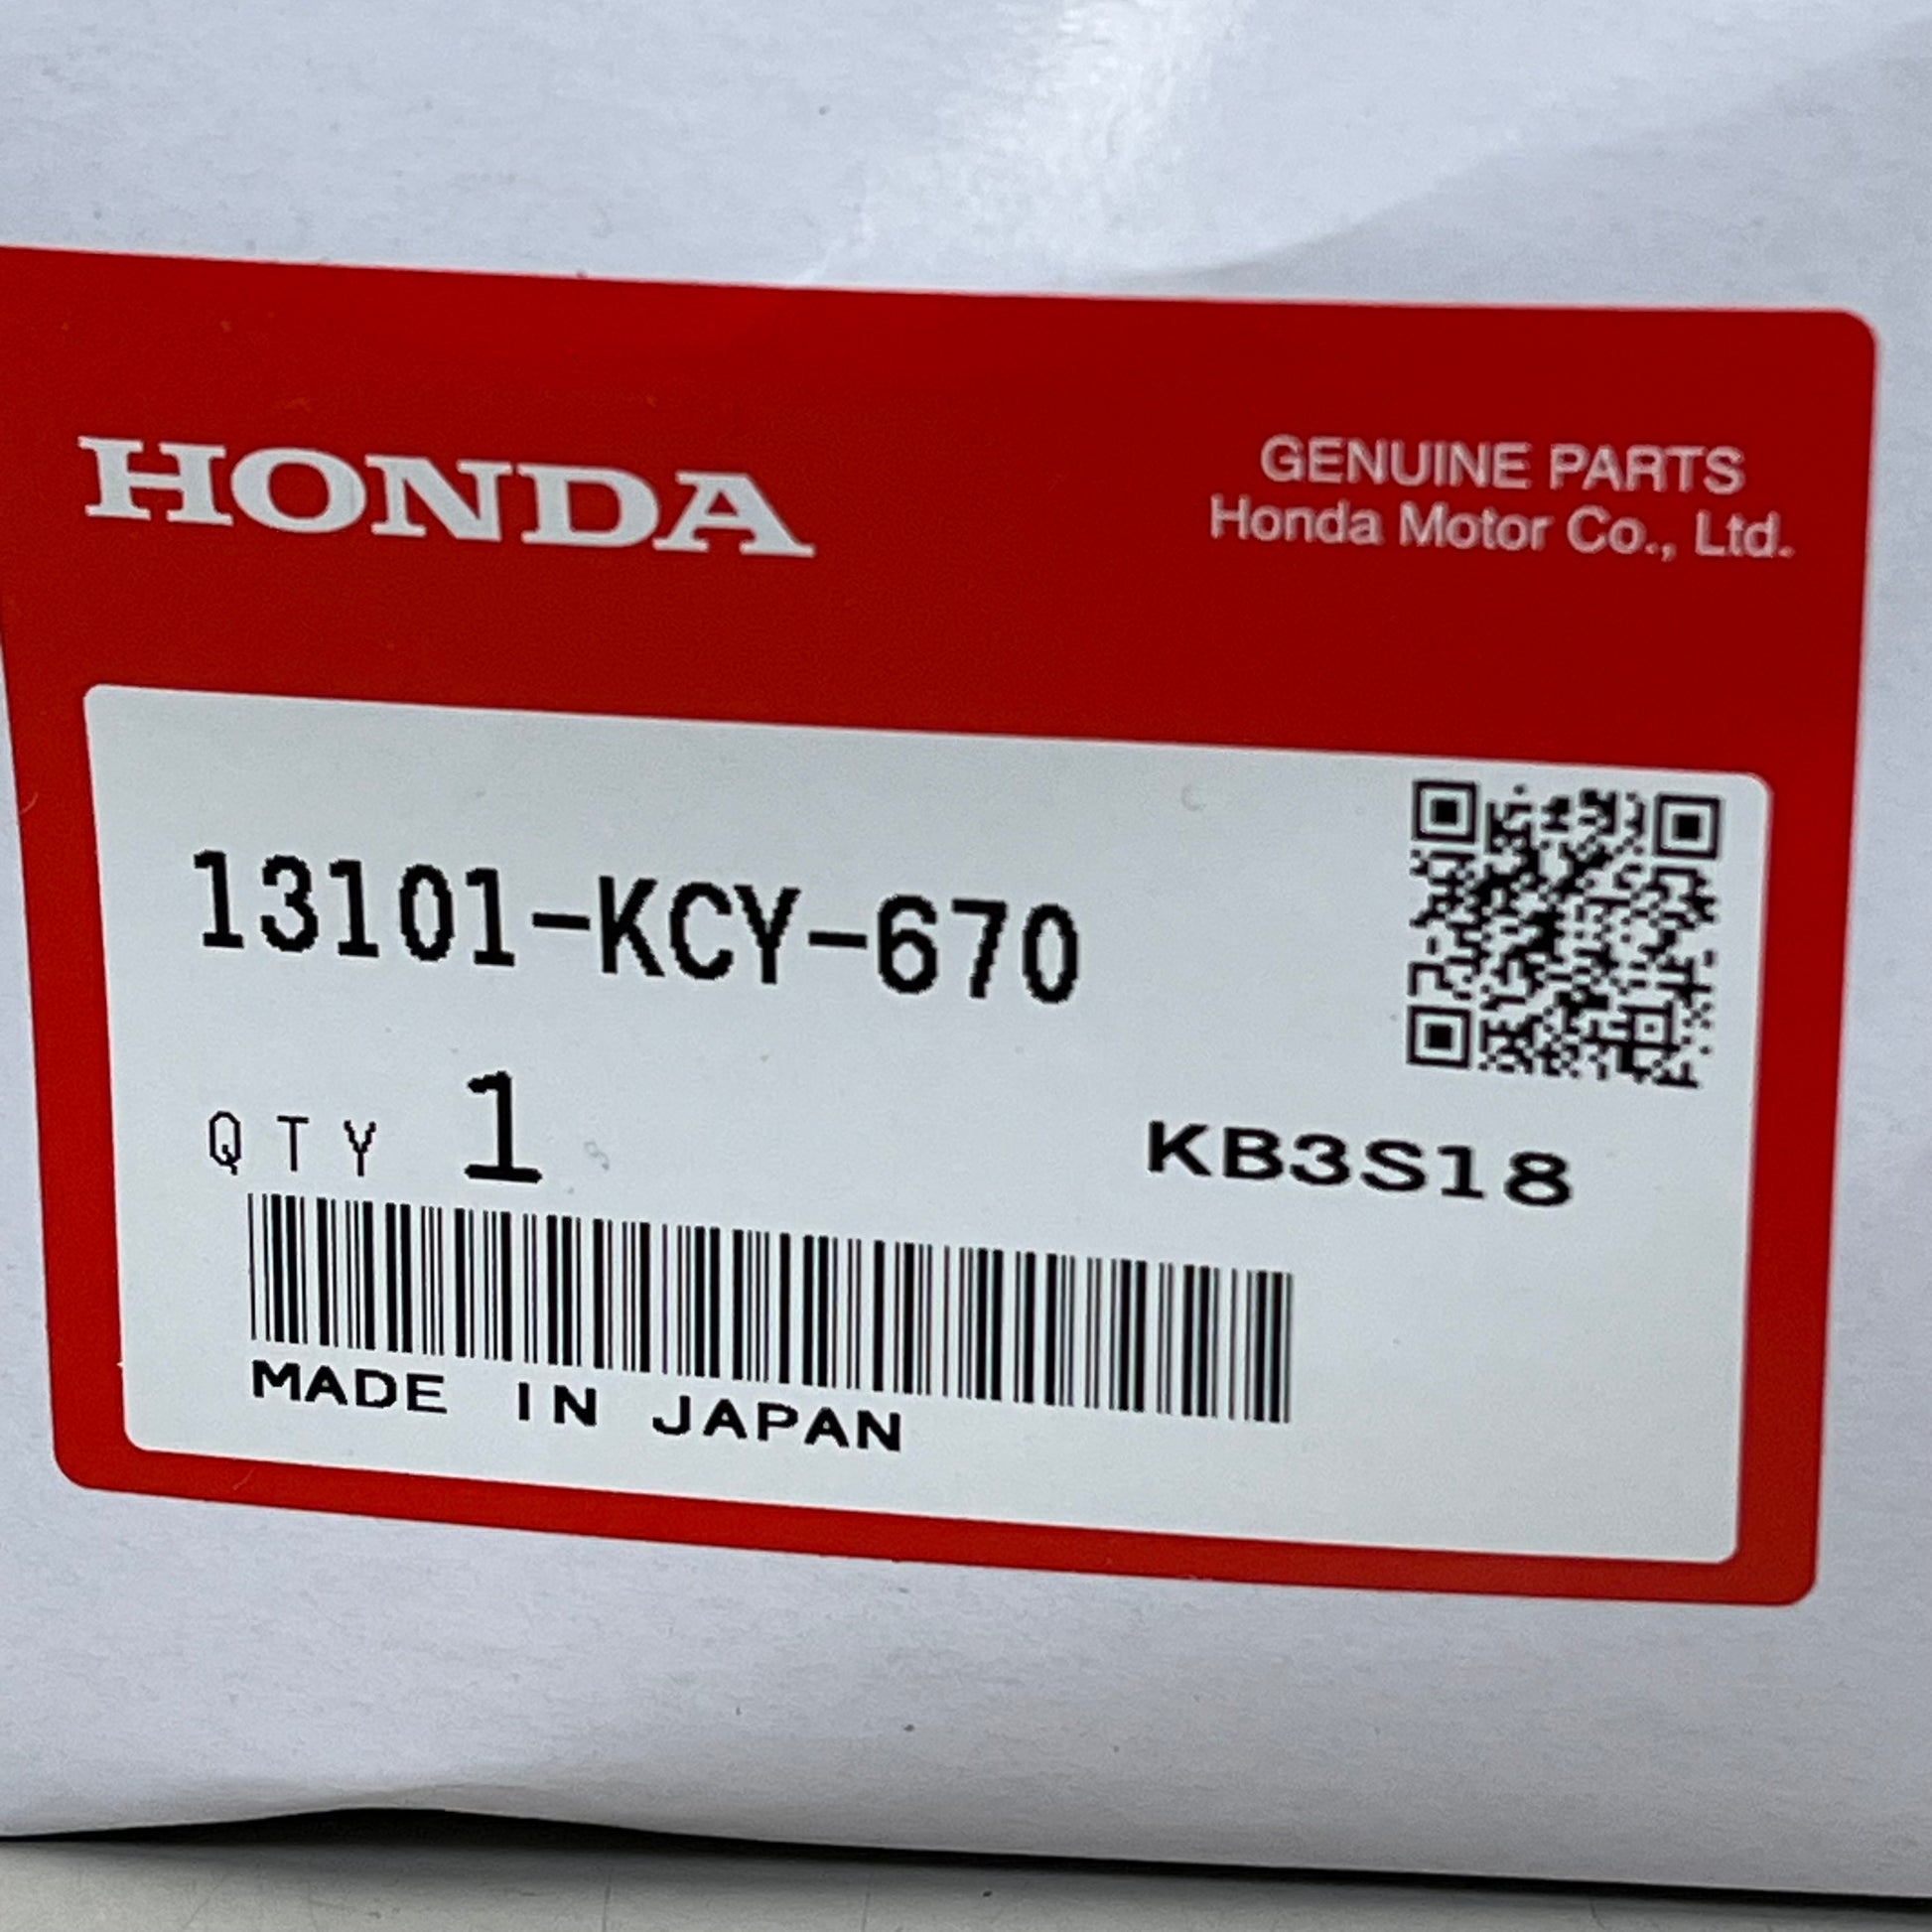 HONDA
GENUINE PARTS
Honda Motor Co., Ltd.
13101-KCY-670
QTY 1
KB3S18
MADE IN JAPAN